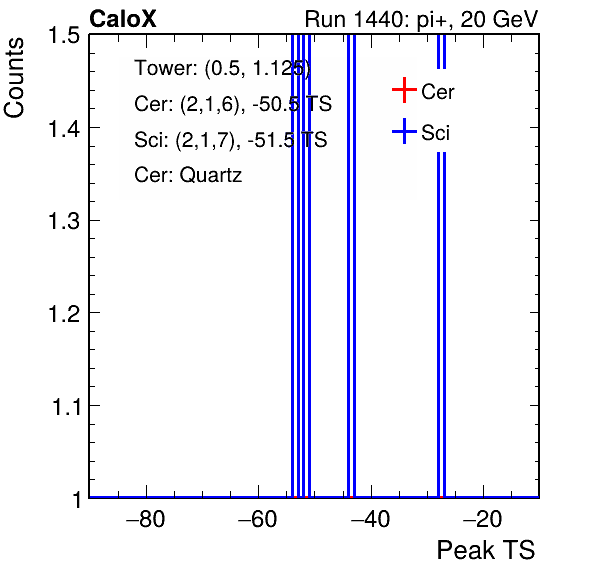 CaloX Run 1440: pi+, 20 GeV
Counts
1.5
1.4
1.3
1.2
1.1
1
Tower: (0.5, 1.125)
Cer: (2,1,6), -50.5 TS
Sci: (2,1,7), -51.5 TS
Cer: Quartz
Cer
Sci
−80 −60 −40 −20
Peak TS